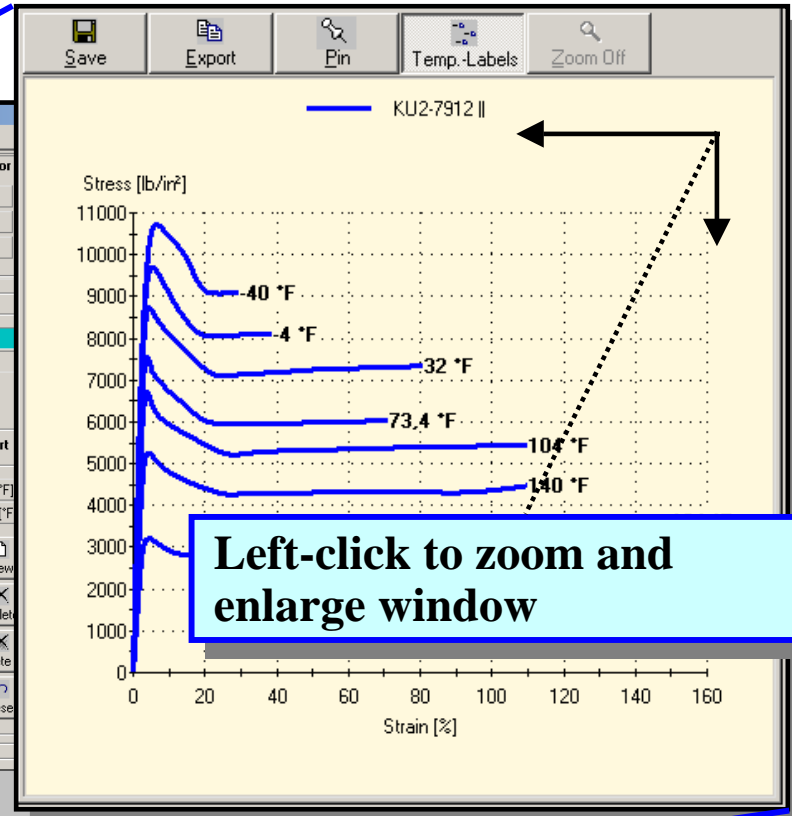 Save Export Pin Temp.-Labels Zoom Off
KU2-7912 ||
Stress [lb/in²]
11000
10000
9000
-40 °F
8000
-4 °F
7000
32 °F
6000
73,4 °F
5000
104 °F
4000
140 °F
3000
2000
1000
0
Left-click to zoom and
enlarge window
0 20 40 60 80 100 120 140 160
Strain [%]